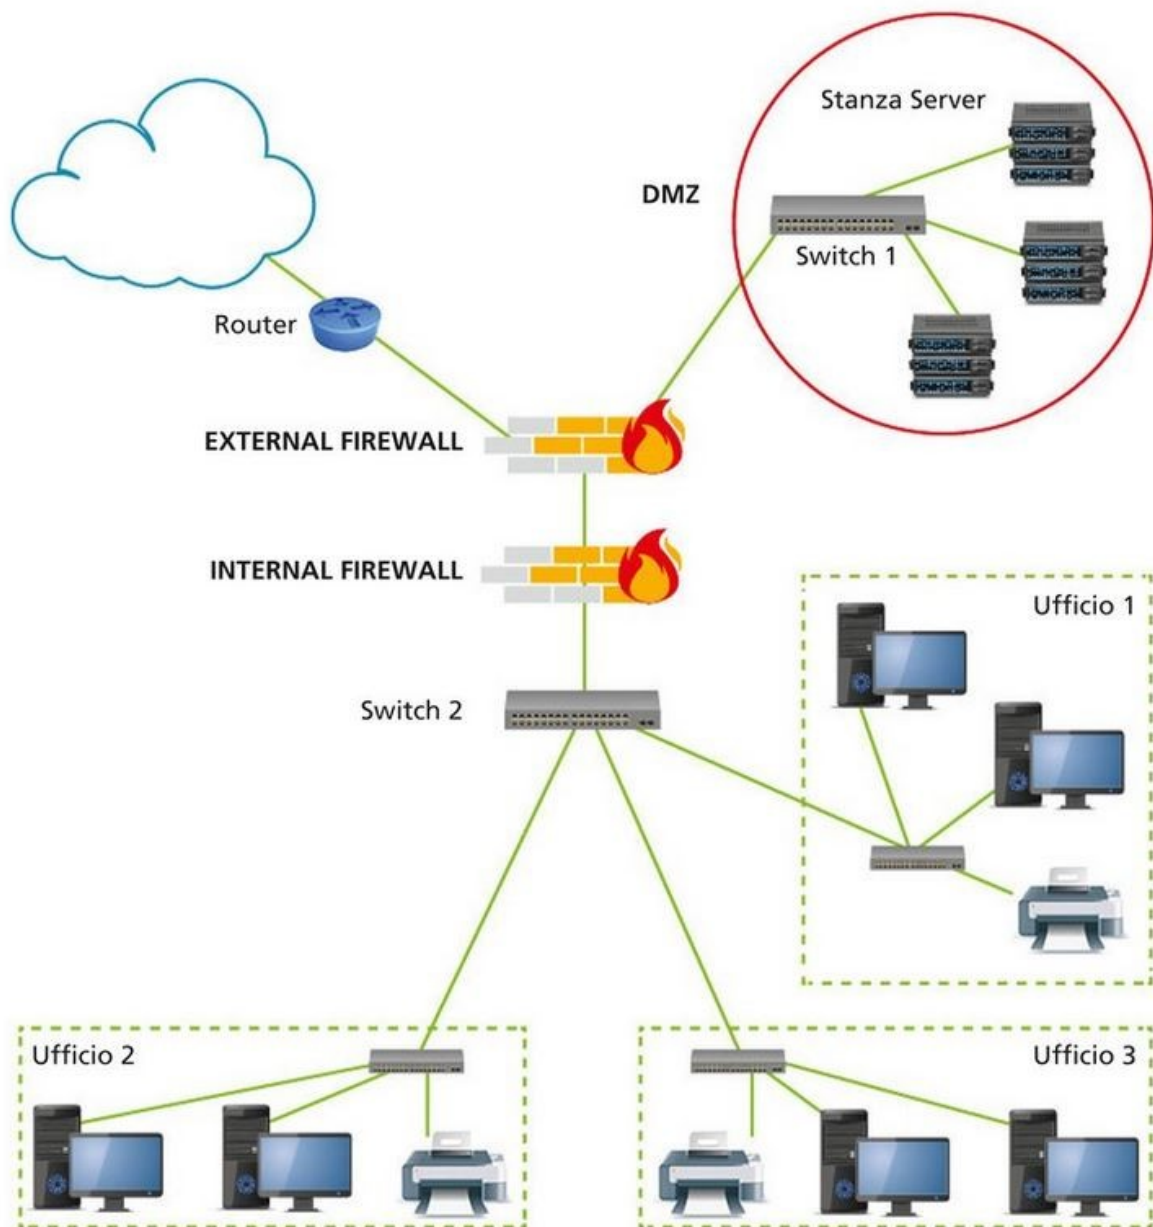 Stanza Server
DMZ
Switch 1
Router
EXTERNAL FIREWALL
INTERNAL FIREWALL
Ufficio 1
Switch 2
Ufficio 2
Ufficio 3